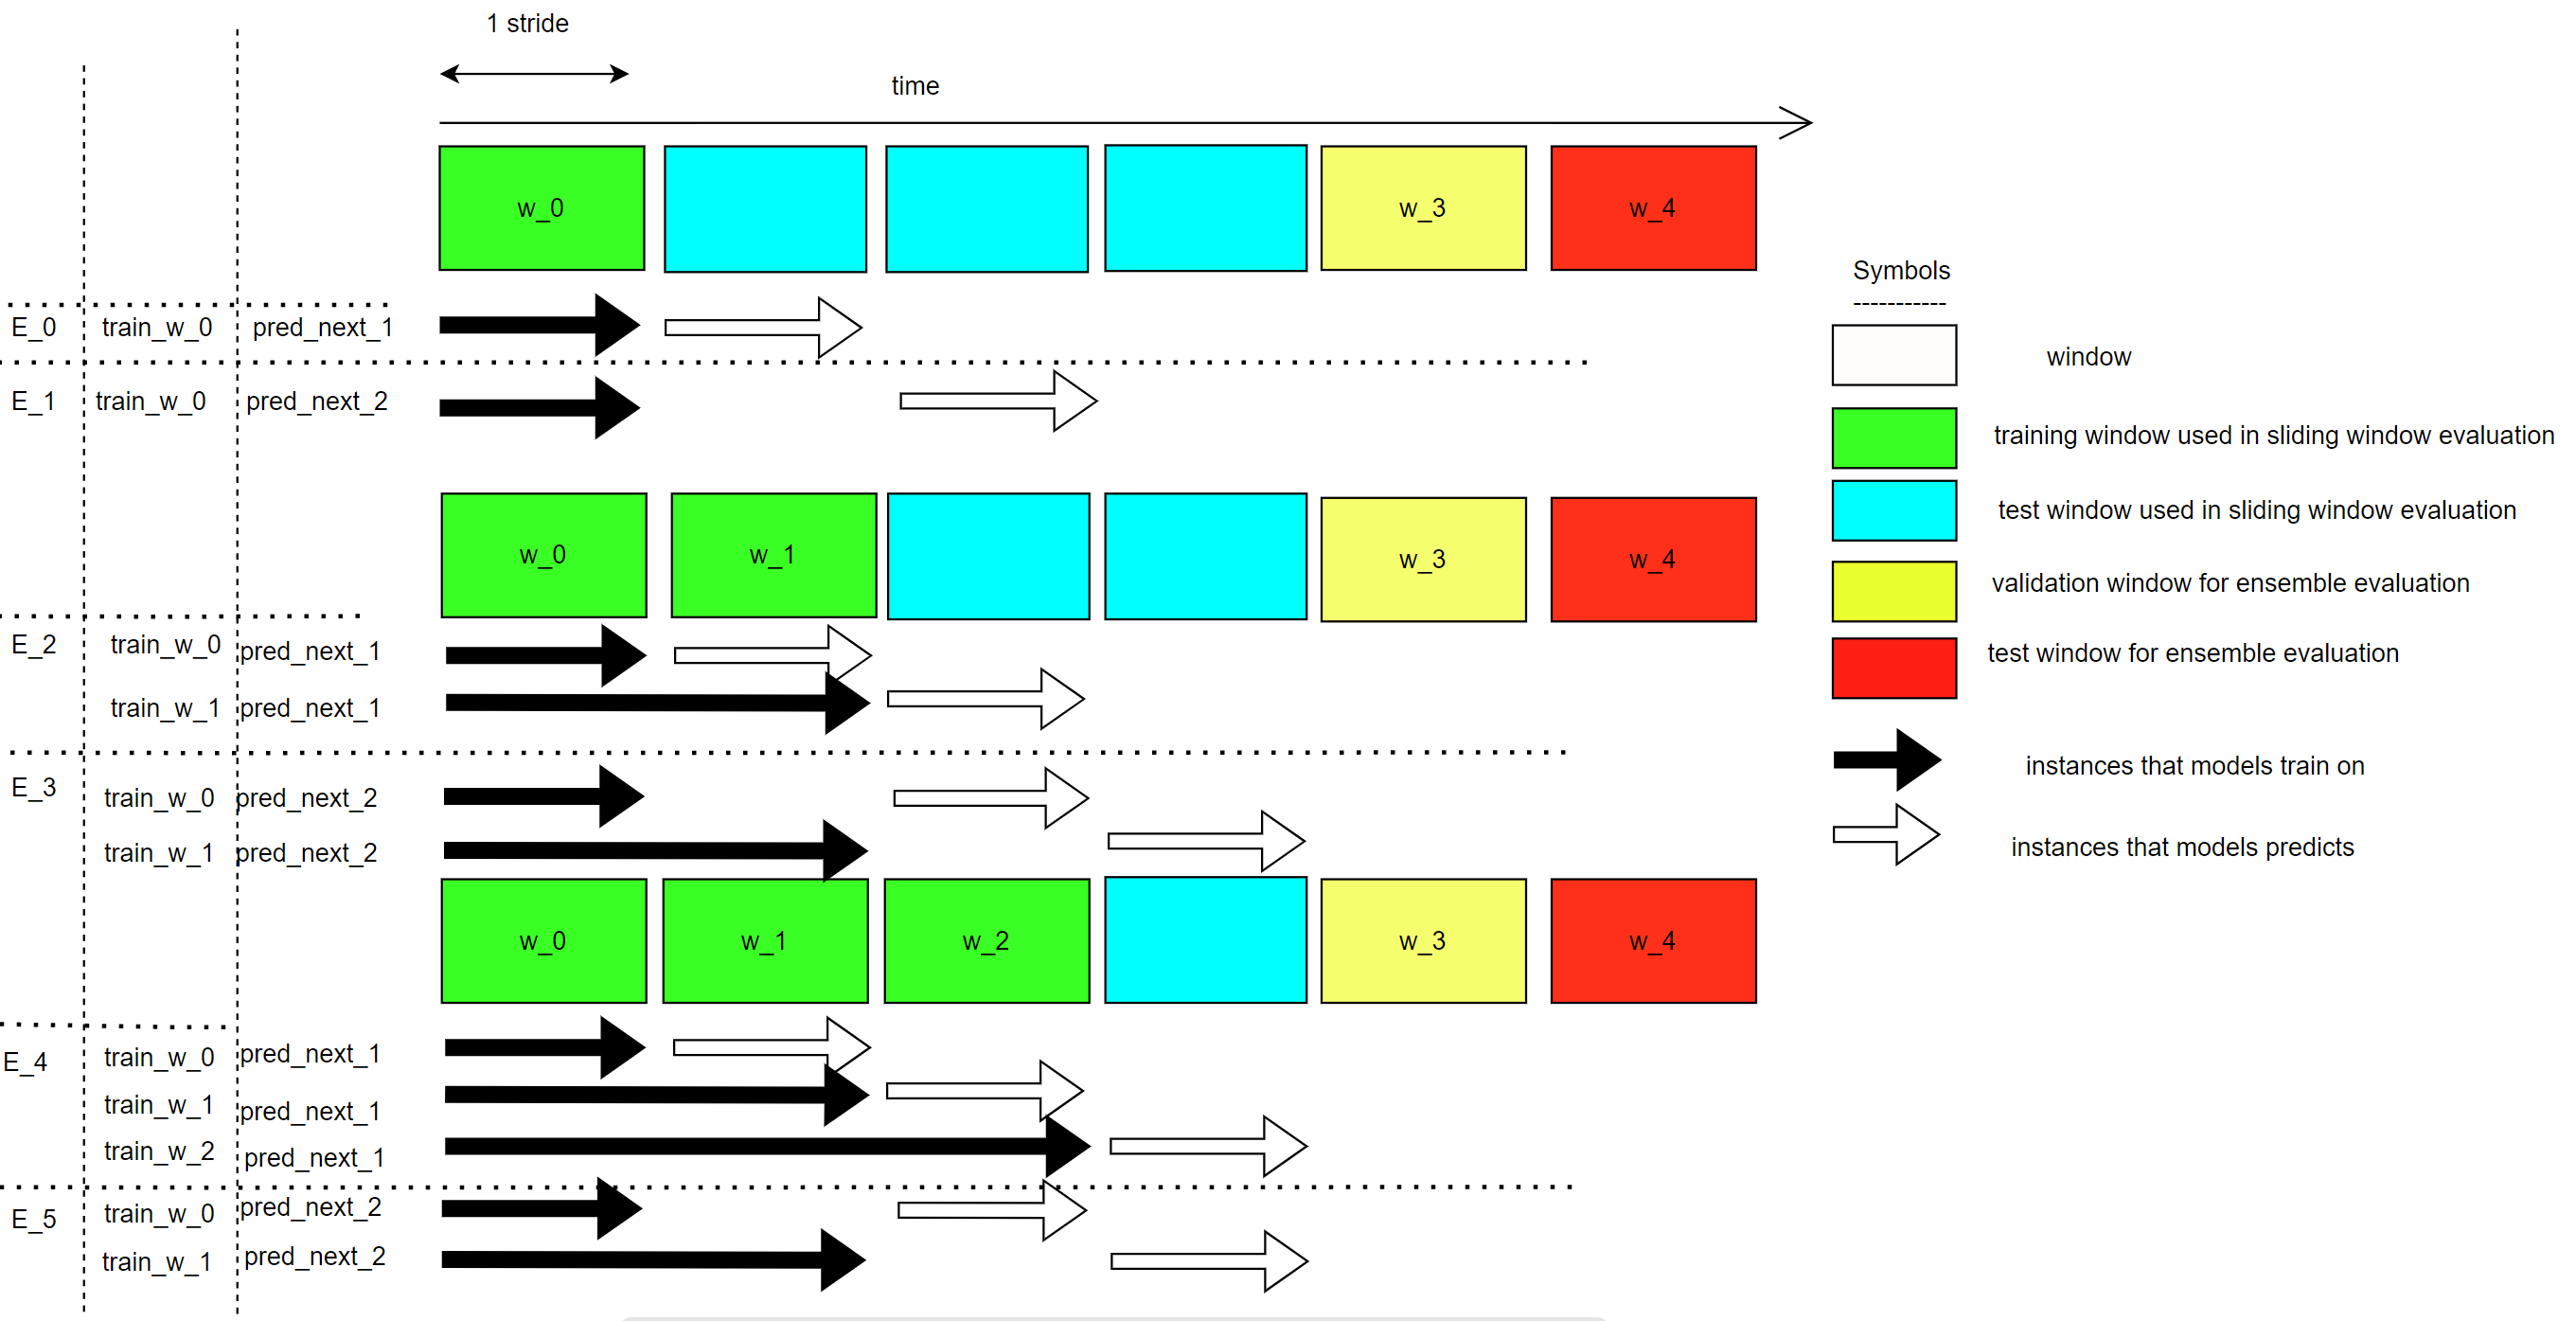 1 stride
time
w_0
w_3
w_4
E_0 train_w_0 pred_next_1
E_1 train_w_0 pred_next_2
w_0
w_1
w_3
w_4
E_2 train_w_0 pred_next_1
train_w_1 pred_next_1
E_3 train_w_0 pred_next_2
train_w_1 pred_next_2
w_0
w_1
w_2
w_3
w_4
E_4 train_w_0 pred_next_1
train_w_1 pred_next_1
train_w_2 pred_next_1
E_5 train_w_0 pred_next_2
train_w_1 pred_next_2
Symbols
-----------
window
training window used in sliding window evaluation
test window used in sliding window evaluation
validation window for ensemble evaluation
test window for ensemble evaluation
instances that models train on
instances that models predicts